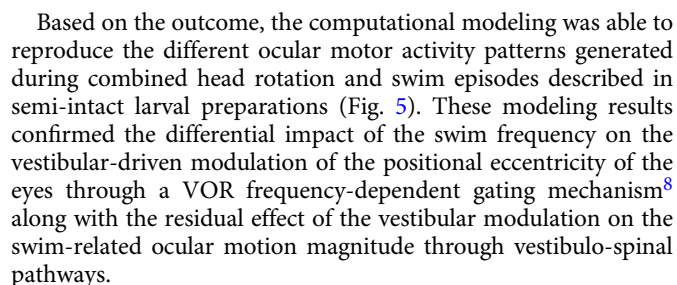 Based on the outcome, the computational modeling was able to
reproduce the different ocular motor activity patterns generated
during combined head rotation and swim episodes described in
semi-intact larval preparations (Fig. 5). These modeling results
confirmed the differential impact of the swim frequency on the
vestibular-driven modulation of the positional eccentricity of the
eyes through a VOR frequency-dependent gating mechanism8
along with the residual effect of the vestibular modulation on the
swim-related ocular motion magnitude through vestibulo-spinal
pathways.